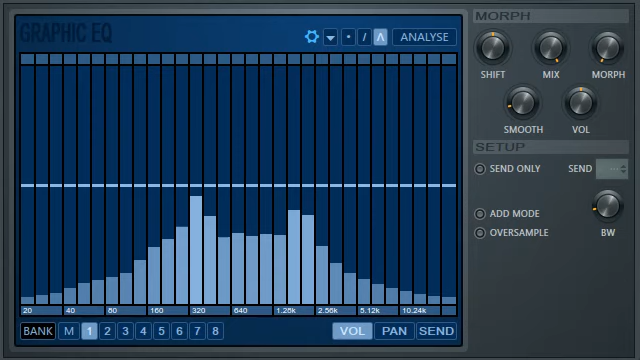 GRAPHIC EQ
• / Λ ANALYSE
20 40 80 160 320 640 1.28k 2.56k 5.12k 10.24k
BANK M 1 2 3 4 5 6 7 8 VOL PAN SEND
MORPH
SHIFT MIX MORPH
SMOOTH VOL
SETUP
SEND ONLY SEND ---
ADD MODE
OVERSAMPLE BW